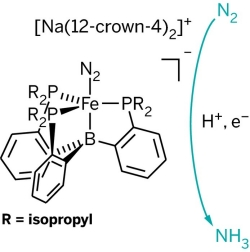 [Na(12-crown-4)₂]⁺
N₂
N₂
–
R₂P
R₂P
Fe
PR₂
B
H⁺, e⁻
R = isopropyl
NH₃